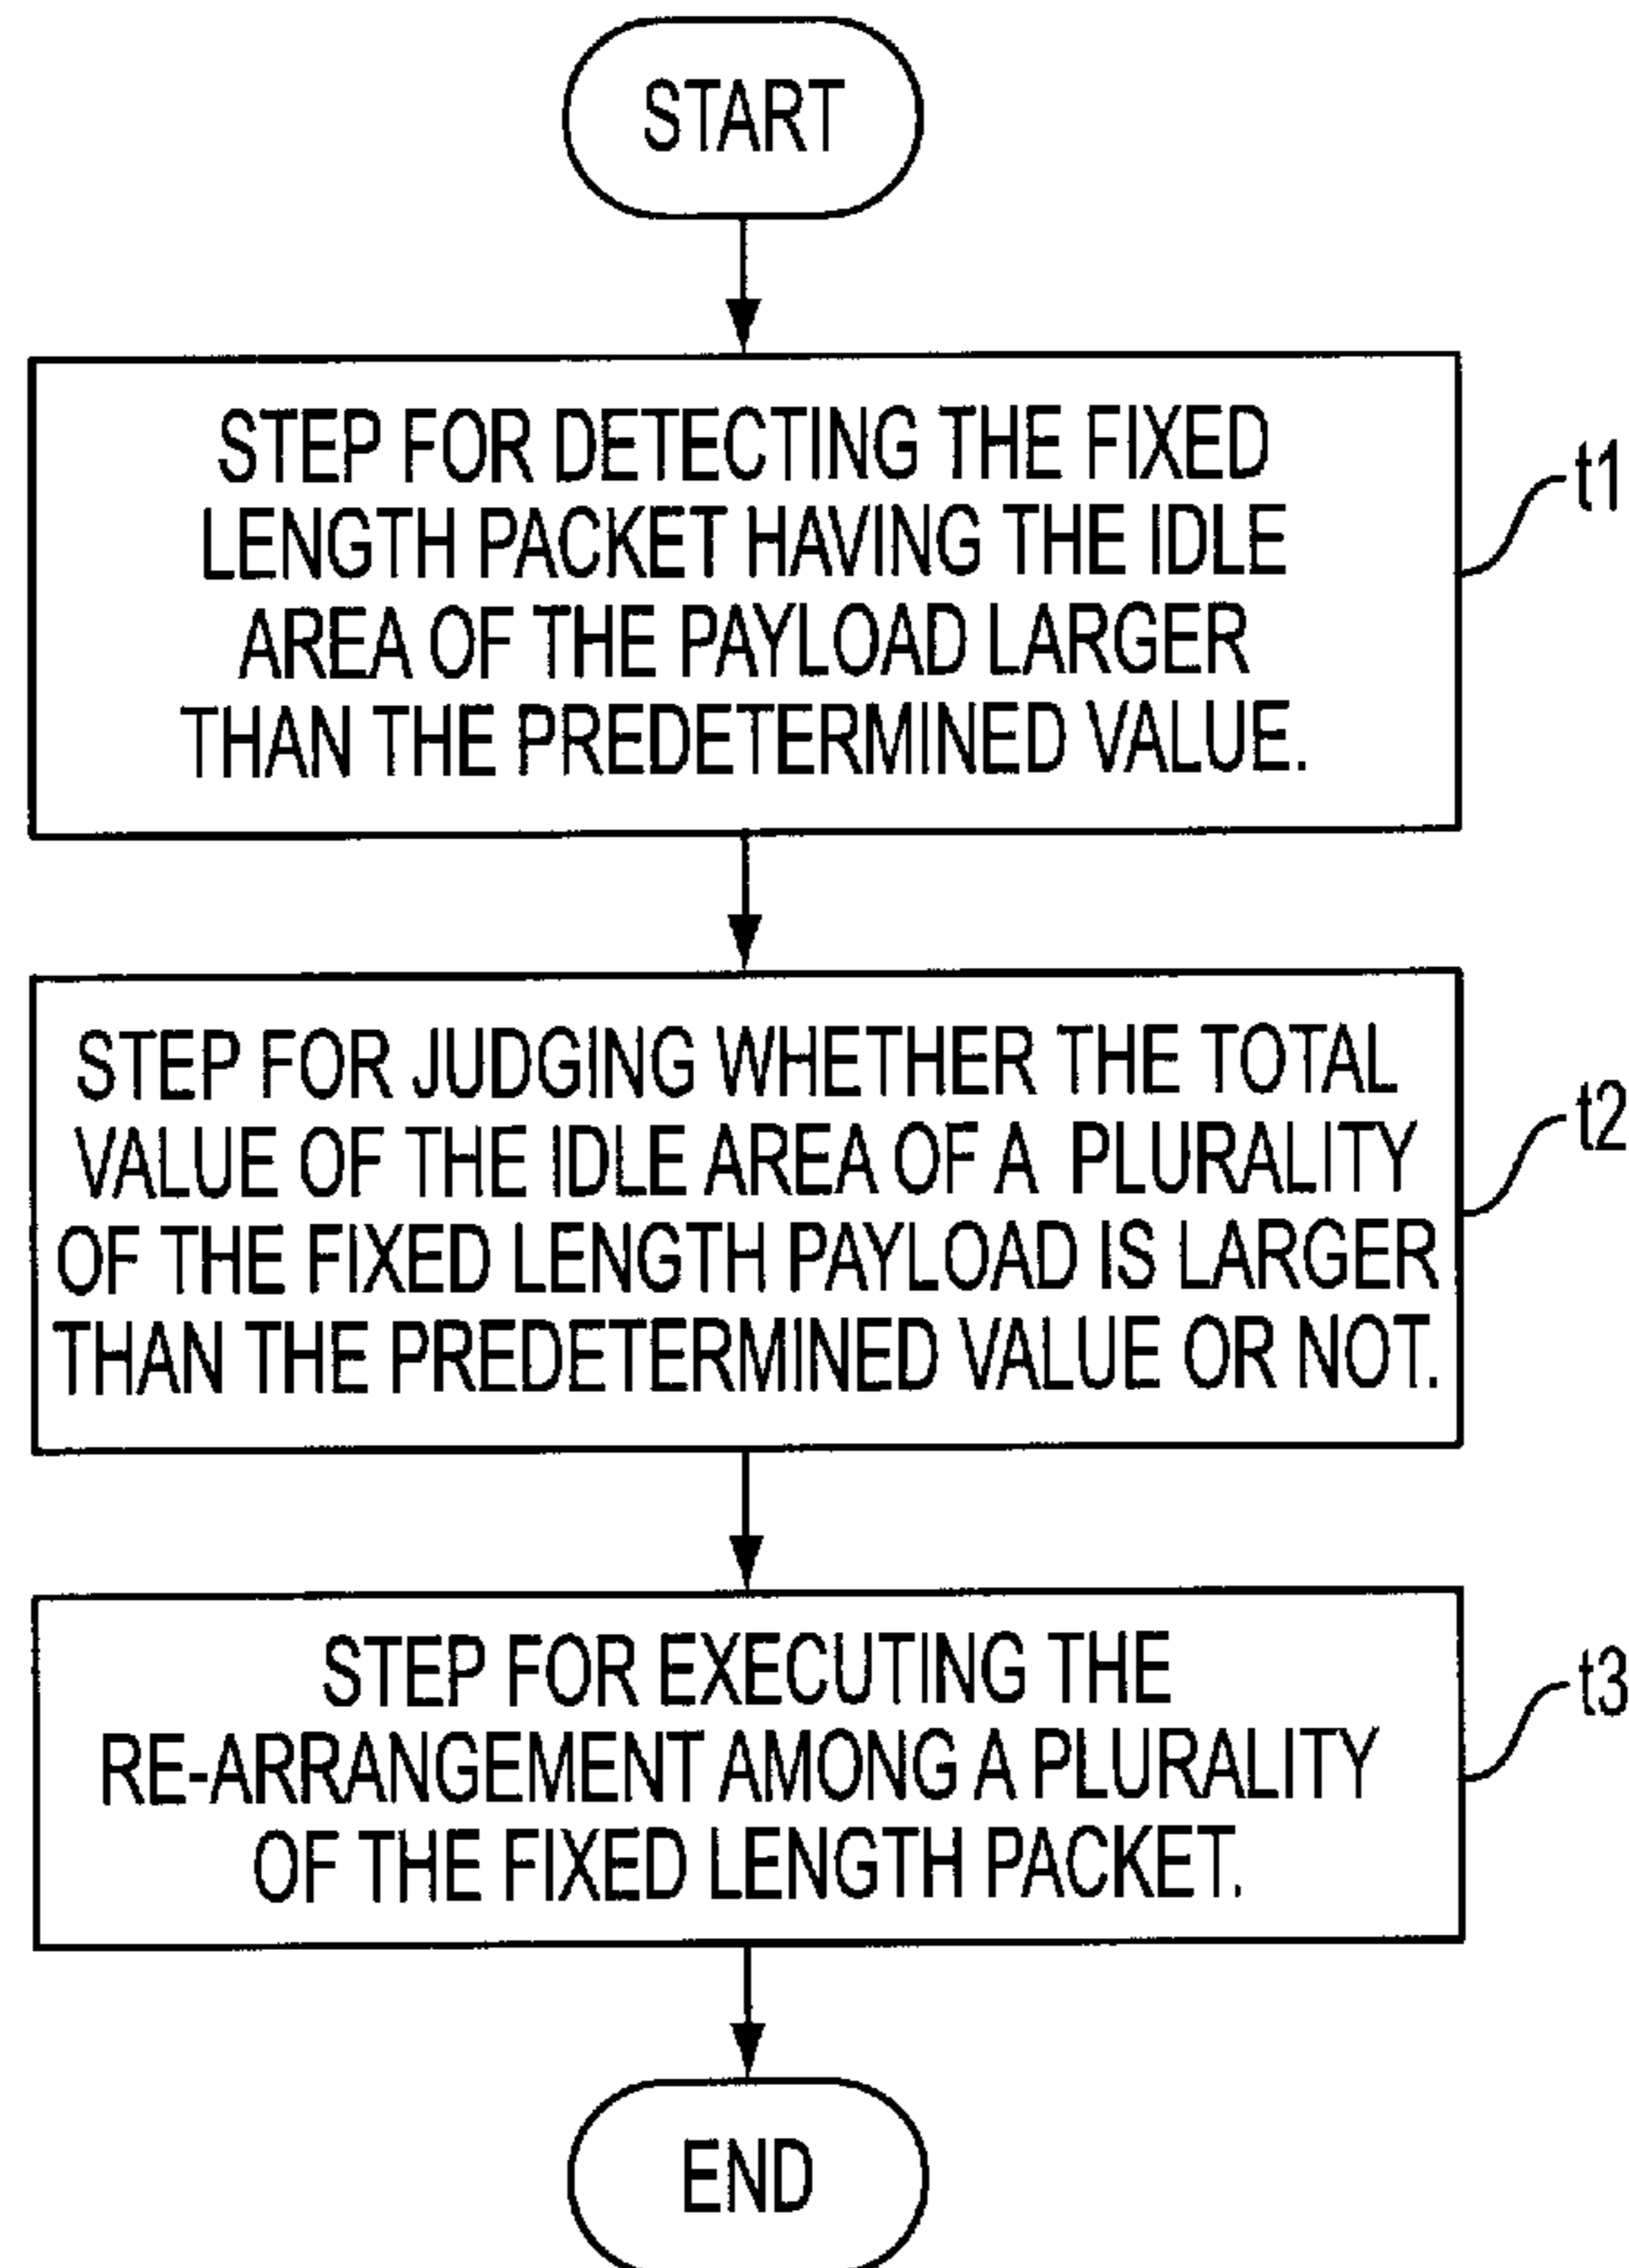 START
STEP FOR DETECTING THE FIXED
LENGTH PACKET HAVING THE IDLE
AREA OF THE PAYLOAD LARGER
THAN THE PREDETERMINED VALUE.
t1
STEP FOR JUDGING WHETHER THE TOTAL
VALUE OF THE IDLE AREA OF A PLURALITY
OF THE FIXED LENGTH PAYLOAD IS LARGER
THAN THE PREDETERMINED VALUE OR NOT.
t2
STEP FOR EXECUTING THE
RE-ARRANGEMENT AMONG A PLURALITY
OF THE FIXED LENGTH PACKET.
t3
END